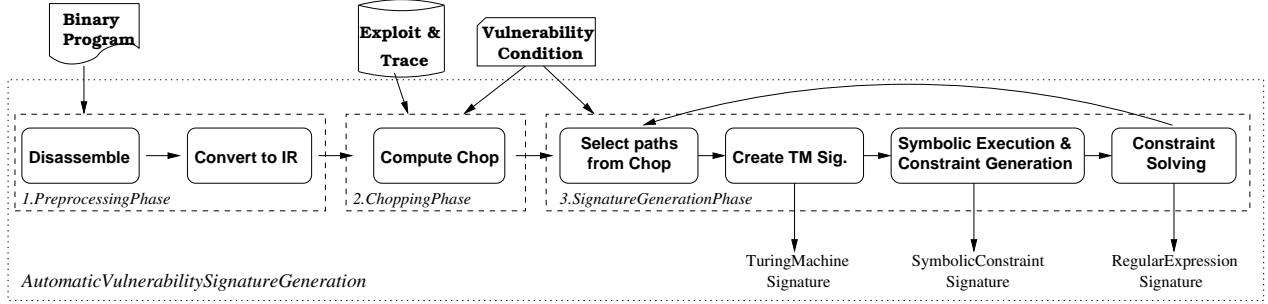 Binary
Program
Exploit &
Trace
Vulnerability
Condition
Disassemble
Convert to IR
1.PreprocessingPhase
Compute Chop
2.ChoppingPhase
Select paths
from Chop
Create TM Sig.
Symbolic Execution &
Constraint Generation
Constraint
Solving
3.SignatureGenerationPhase
TuringMachine
Signature
SymbolicConstraint
Signature
RegularExpression
Signature
AutomaticVulnerabilitySignatureGeneration